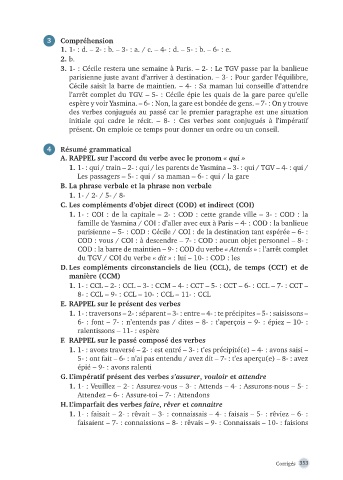 3 Compréhension
1. 1- : d. – 2- : b. – 3- : a. / c. – 4- : d. – 5- : b. – 6- : e.
2. b.
3. 1- : Cécile restera une semaine à Paris. – 2- : Le TGV passe par la banlieue
parisienne juste avant d'arriver à destination. – 3- : Pour garder l'équilibre,
Cécile saisit la barre de maintien. – 4- : Sa maman lui conseille d'attendre
l'arrêt complet du TGV. – 5- : Cécile épie les quais de la gare parce qu'elle
espère y voir Yasmina. – 6- : Non, la gare est bondée de gens. – 7- : On y trouve
des verbes conjugués au passé car le premier paragraphe est une situation
initiale qui cadre le récit. – 8- : Ces verbes sont conjugués à l'impératif
présent. On emploie ce temps pour donner un ordre ou un conseil.
4 Résumé grammatical
A. RAPPEL sur l'accord du verbe avec le pronom « qui »
1. 1- : qui / train – 2- : qui / les parents de Yasmina – 3- : qui / TGV – 4- : qui /
Les passagers – 5- : qui / sa maman – 6- : qui / la gare
B. La phrase verbale et la phrase non verbale
1. 1- / 2- / 5- / 8-
C. Les compléments d'objet direct (COD) et indirect (COI)
1. 1- : COI : de la capitale – 2- : COD : cette grande ville – 3- : COD : la
famille de Yasmina / COI : d'aller avec eux à Paris – 4- : COD : la banlieue
parisienne – 5- : COD : Cécile / COI : de la destination tant espérée – 6- :
COD : vous / COI : à descendre – 7- : COD : aucun objet personnel – 8- :
COD : la barre de maintien – 9- : COD du verbe « Attends » : l'arrêt complet
du TGV / COI du verbe « dit » : lui – 10- : COD : les
D. Les compléments circonstanciels de lieu (CCL), de temps (CCT) et de
manière (CCM)
1. 1- : CCL – 2- : CCL – 3- : CCM – 4- : CCT – 5- : CCT – 6- : CCL – 7- : CCT –
8- : CCL – 9- : CCL – 10- : CCL – 11- : CCL
E. RAPPEL sur le présent des verbes
1. 1- : traversons – 2- : séparent – 3- : entre – 4- : te précipites – 5- : saisissons –
6- : font – 7- : n'entends pas / dites – 8- : t'aperçois – 9- : épiez – 10- :
ralentissons – 11- : espère
F. RAPPEL sur le passé composé des verbes
1. 1- : avons traversé – 2- : est entré – 3- : t'es précipité(e) – 4- : avons saisi –
5- : ont fait – 6- : n'ai pas entendu / avez dit – 7- : t'es aperçu(e) – 8- : avez
épié – 9- : avons ralenti
G. L'impératif présent des verbes s'assurer, vouloir et attendre
1. 1- : Veuillez – 2- : Assurez-vous – 3- : Attends – 4- : Assurons-nous – 5- :
Attendez – 6- : Assure-toi – 7- : Attendons
H. L'imparfait des verbes faire, rêver et connaitre
1. 1- : faisait – 2- : rêvait – 3- : connaissais – 4- : faisais – 5- : rêviez – 6- :
faisaient – 7- : connaissions – 8- : rêvais – 9- : Connaissais – 10- : faisions
Corrigés 353